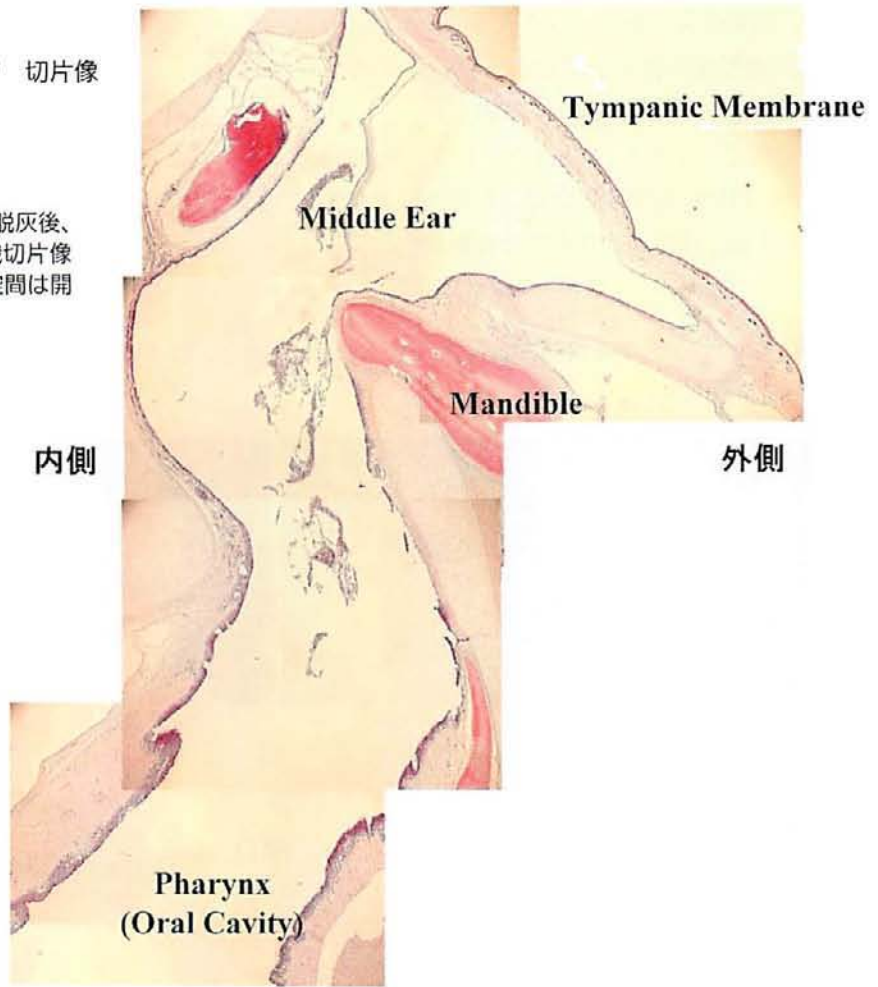 切片像
脱灰後、
切片像
空間は開
Tympanic Membrane
Middle Ear
Mandible
内側
外側
Pharynx
(Oral Cavity)